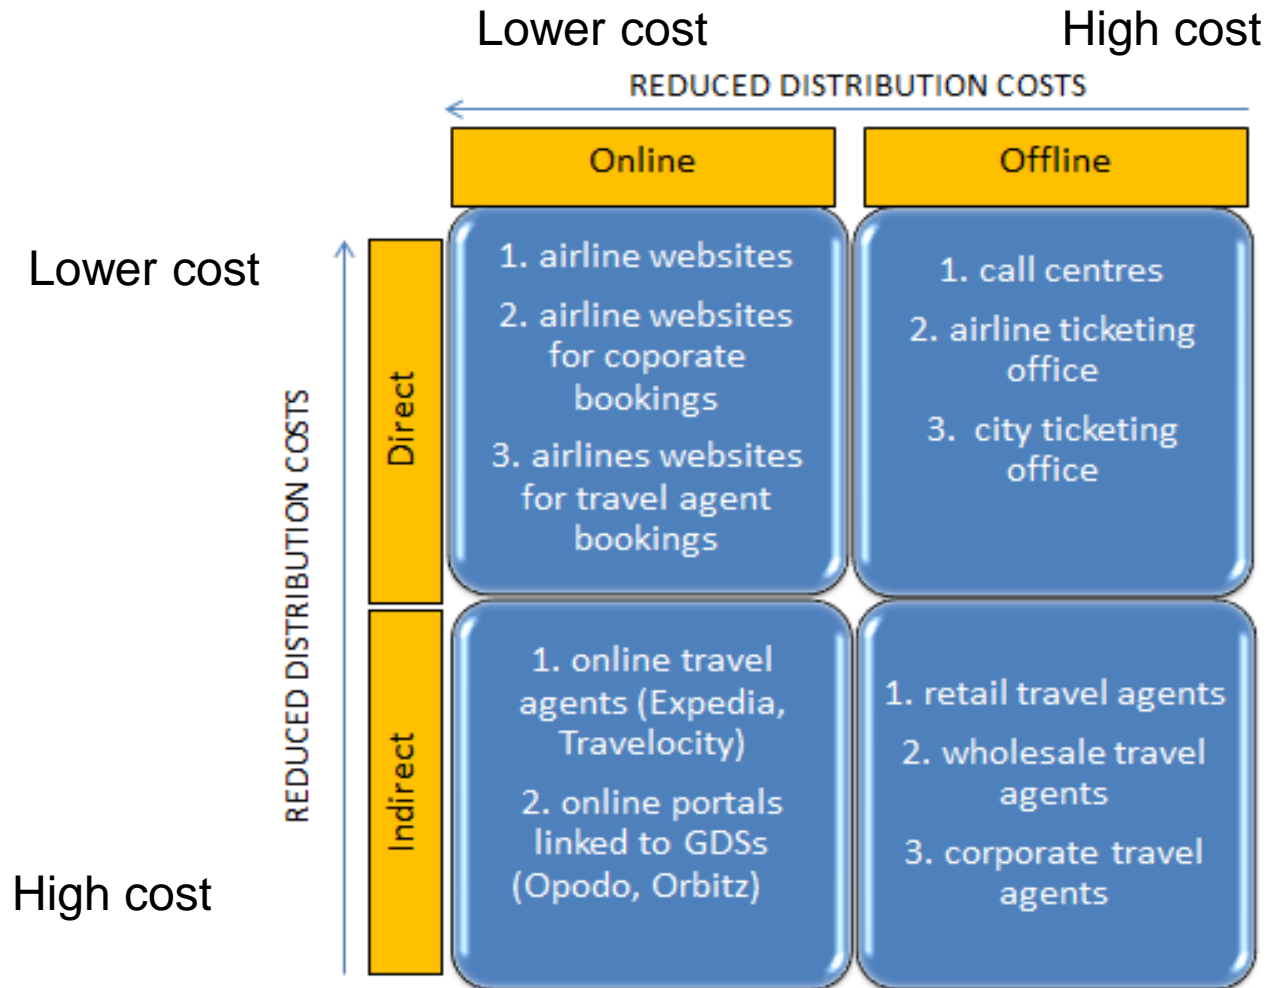 Lower cost
High cost
REDUCED DISTRIBUTION COSTS
Online
Offline
Lower cost
REDUCED DISTRIBUTION COSTS
Direct
1. airline websites
2. airline websites
for coporate
bookings
3. airlines websites
for travel agent
bookings
1. call centres
2. airline ticketing
office
3. city ticketing
office
High cost
Indirect
1. online travel
agents (Expedia,
Travelocity)
2. online portals
linked to GDSs
(Opodo, Orbitz)
1. retail travel agents
2. wholesale travel
agents
3. corporate travel
agents